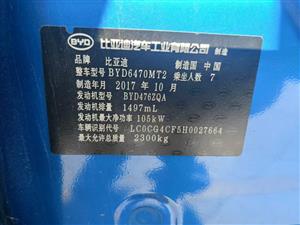 BYD 比亚迪汽车工业有限公司 制造
品牌 比亚迪 制造国 中国
整车型号 BYD6470MT2 乘坐人数 7
制造年月 2017 年 10 月
发动机型号 BYD476ZQA
发动机排量 1497mL
发动机最大净功率 105kW
车辆识别代号 LC0CG4CF5H0027664
最大允许总质量 2300kg